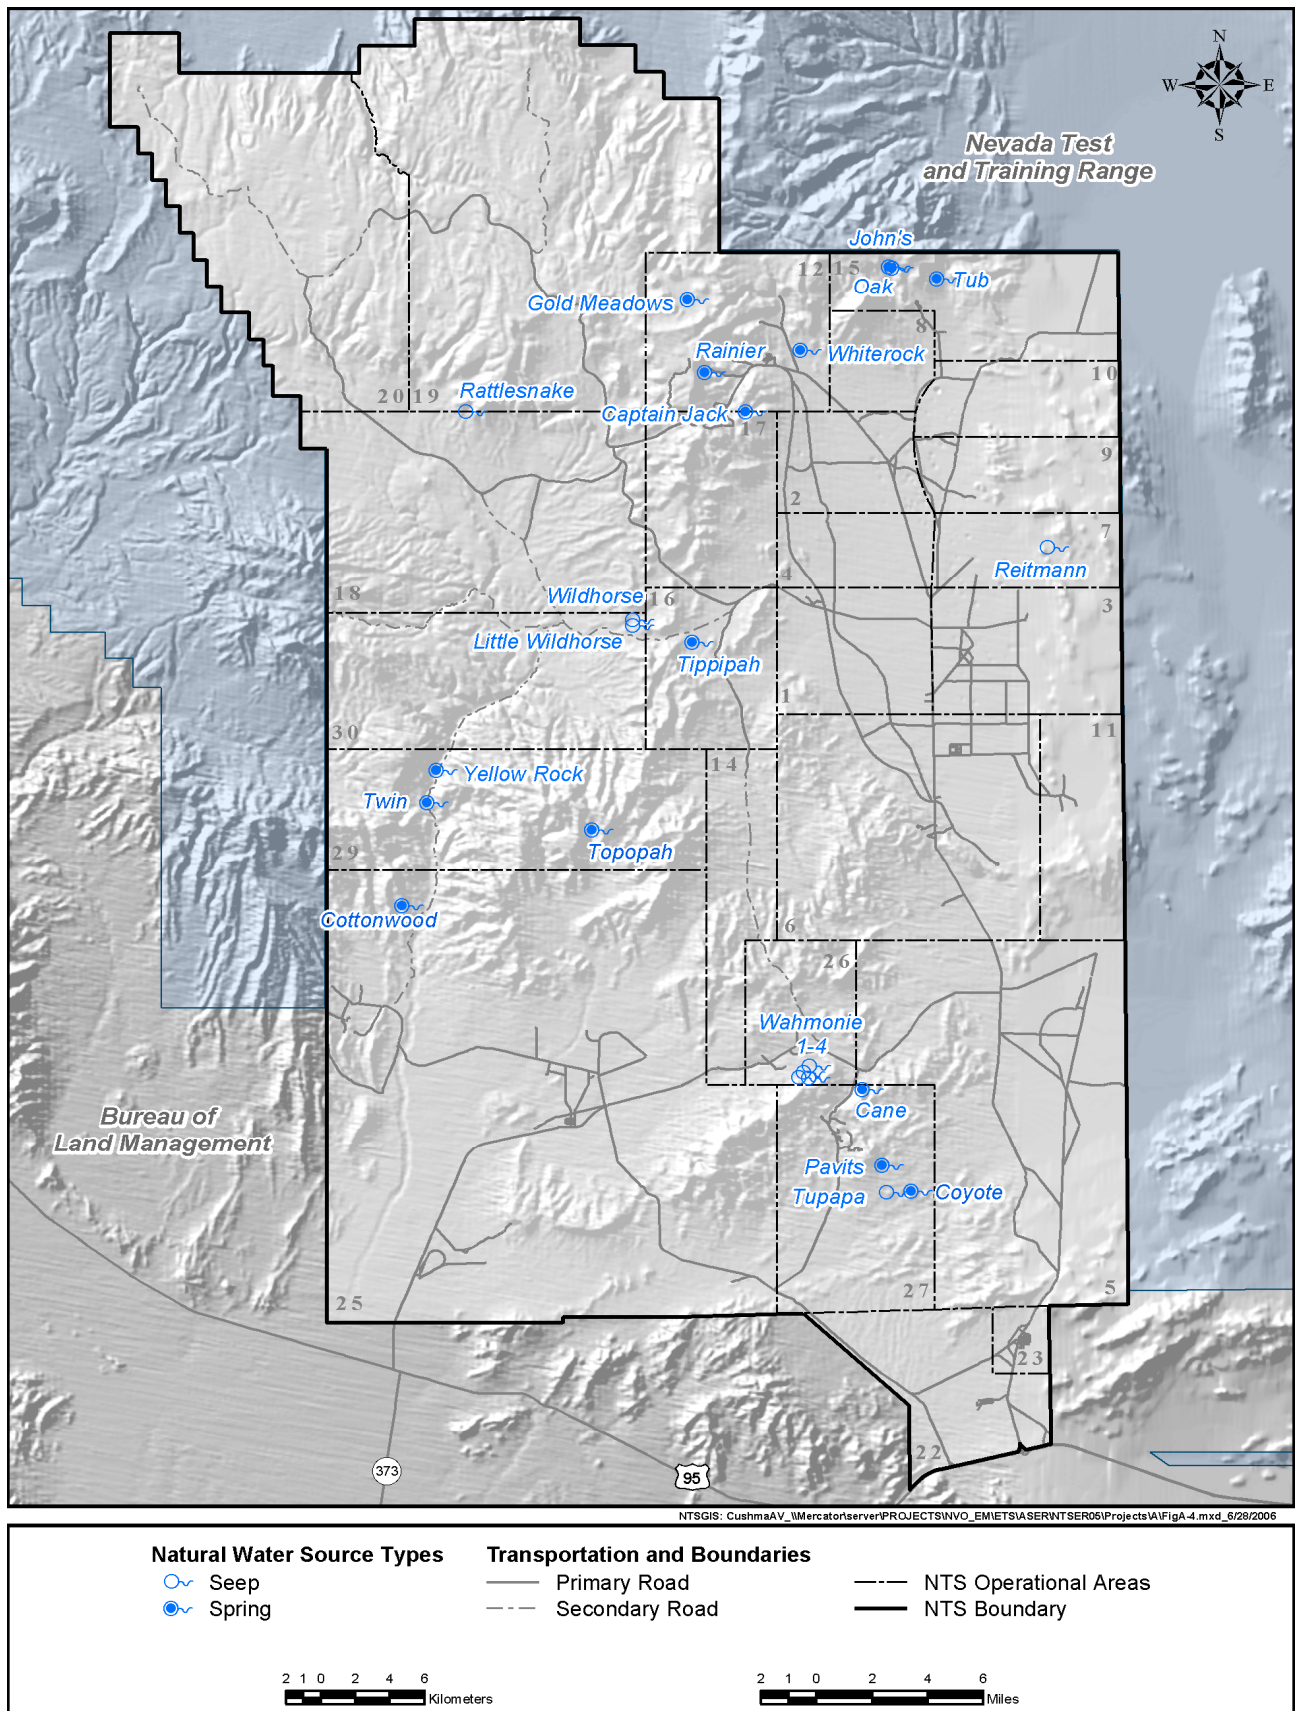 N
W
E
S
Nevada Test
and Training Range
John's
12
15
Oak
Tub
Gold Meadows
8
Rainier
Whiterock
10
20
19
Rattlesnake
Captain Jack
17
9
2
7
Reitmann
4
18
Wildhorse
16
3
Little Wildhorse
Tippipah
1
30
11
14
Yellow Rock
Twin
Topopah
29
Cottonwood
6
26
Wahmonie
1-4
Cane
Bureau of
Land Management
Pavits
Tupapa
Coyote
25
27
5
23
22
373
95
NTSGIS: CushmaAV_\\Mercator\server\PROJECTS\NVO_EM\ETS\ASER\NTSER05\Projects\A\FigA-4.mxd_6/28/2006
Natural Water Source Types
Seep
Spring
Transportation and Boundaries
Primary Road
Secondary Road
NTS Operational Areas
NTS Boundary
2 1 0 2 4 6
Kilometers
2 1 0 2 4 6
Miles